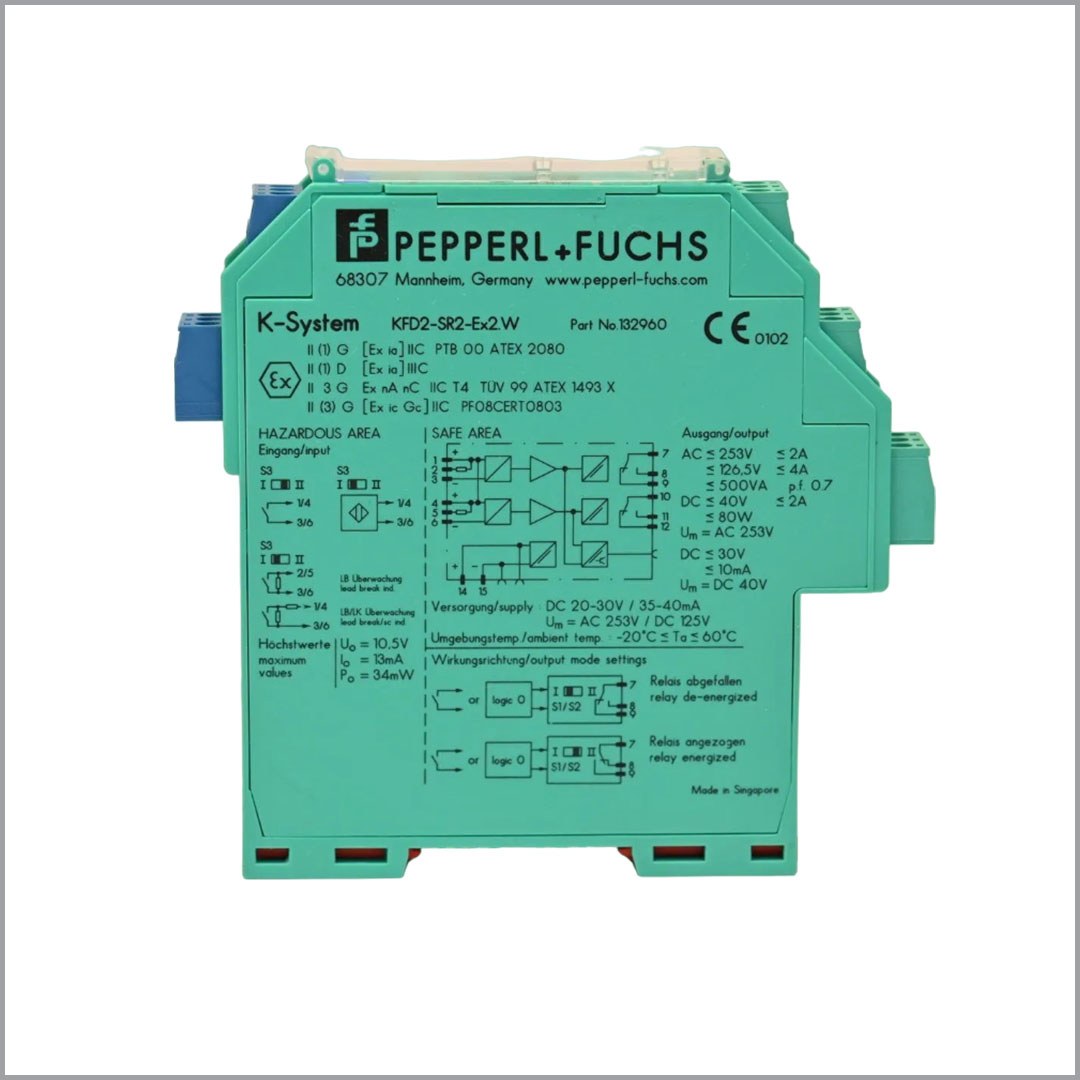 PEPPERL+FUCHS
68307 Mannheim, Germany www.pepperl-fuchs.com
K-System KFD2-SR2-Ex2.W Part No.132960 CE 0102
II (1) G [Ex ia] IIC PTB 00 ATEX 2080
II (1) D [Ex ia] IIIC
Ex II 3 G Ex nA nC IIC T4 TÜV 99 ATEX 1493 X
II (3) G [Ex ic Gc] IIC PF08CERT0803
HAZARDOUS AREA
Eingang/input
S3 S3
I II I II
1/4 1/4
3/6 3/6
S3
I II
2/5
3/6
LB Überwachung
lead break ind.
1/4
3/6
LB/LK Überwachung
lead break/sc ind.
Höchstwerte
maximum
values
Uo = 10,5V
Io = 13mA
Po = 34mW
SAFE AREA
1 + 7
2 8
3 - 9
4 + 10
5 11
6 - 12
+ -
14 15
Ausgang/output
AC ≤ 253V ≤ 2A
≤ 126,5V ≤ 4A
≤ 500VA p.f. 0.7
DC ≤ 40V ≤ 2A
≤ 80W
Um = AC 253V
DC ≤ 30V
≤ 10mA
Um = DC 40V
Versorgung/supply : DC 20-30V / 35-40mA
Um = AC 253V / DC 125V
Umgebungstemp./ambient temp. : -20°C ≤ Ta ≤ 60°C
Wirkungsrichtung/output mode settings
or logic 0 I II S1/S2 7 8 9
Relais abgefallen
relay de-energized
or logic 0 I II S1/S2 7 8 9
Relais angezogen
relay energized
Made in Singapore